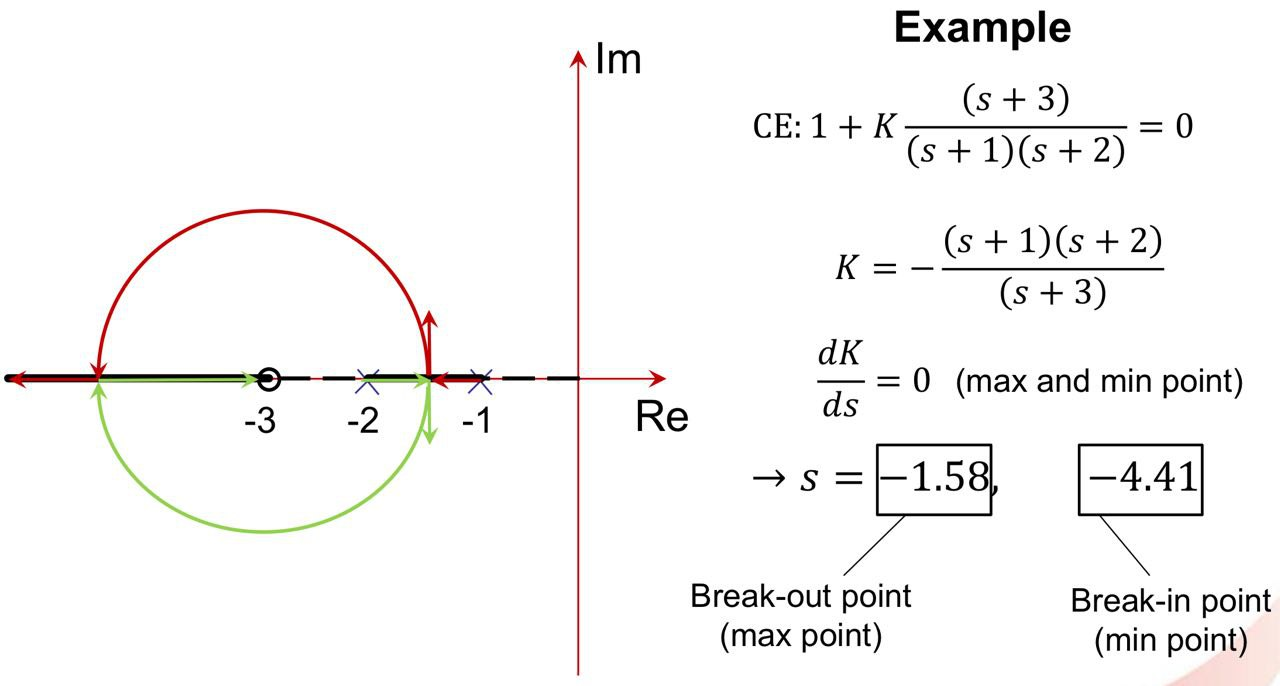 Example
CE: 1 + K (s + 3) / (s + 1)(s + 2) = 0
K = − (s + 1)(s + 2) / (s + 3)
dK / ds = 0 (max and min point)
→ s = −1.58, −4.41
Break-out point
(max point)
Break-in point
(min point)
Im
Re
-3 -2 -1